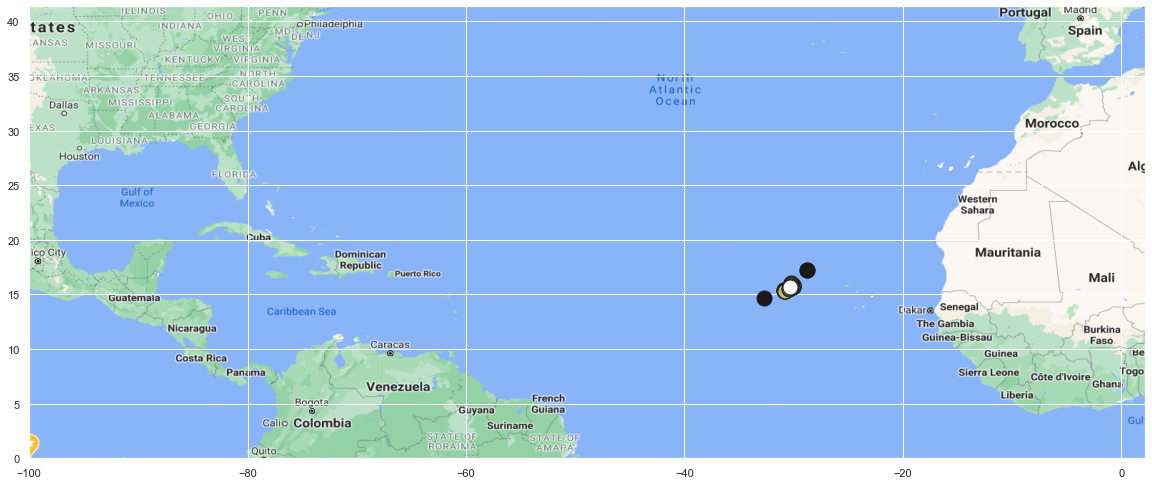 ILLINOIS
OHIO
PENN
Philadelphia
tates
INDIANA
MD
DE
NJ
ANSAS
MISSOURI
WEST
VIRGINIA
KENTUCKY
VIRGINIA
OKLAHOMA
TENNESSEE
NORTH
CAROLINA
ARKANSAS
MISSISSIPPI
SOUTH
CAROLINA
Dallas
ALABAMA
GEORGIA
EXAS
LOUISIANA
Houston
FLORIDA
Gulf of
Mexico
Cuba
ico City
Dominican
Republic
Puerto Rico
Guatemala
Caribbean Sea
Nicaragua
Costa Rica
Panama
Caracas
Venezuela
Bogota
Cali
Colombia
Guyana
French
Guiana
Suriname
STATE OF
RORAIMA
STATE OF
AMAPA
Quito
North
Atlantic
Ocean
Portugal
Madrid
Spain
Morocco
Alg
Western
Sahara
Mauritania
Mali
Dakar
Senegal
The Gambia
Guinea-Bissau
Burkina
Faso
Guinea
Be
Sierra Leone
Côte d'Ivoire
Togo
Ghana
Liberia
Gulf
40
35
30
25
20
15
10
5
0
−100
−80
−60
−40
−20
0